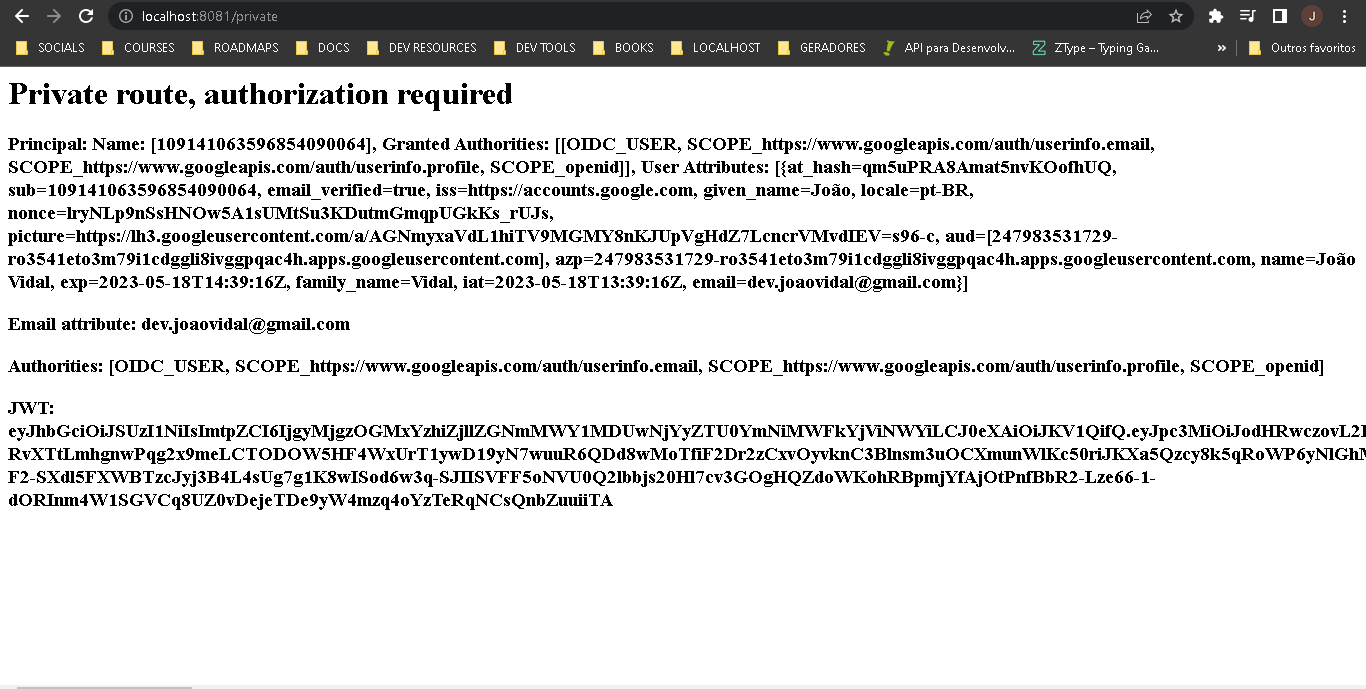 localhost:8081/private
J
SOCIALS COURSES ROADMAPS DOCS DEV RESOURCES DEV TOOLS BOOKS LOCALHOST GERADORES API para Desenvolv... ZType – Typing Ga... » Outros favoritos
Private route, authorization required
Principal: Name: [109141063596854090064], Granted Authorities: [[OIDC_USER, SCOPE_https://www.googleapis.com/auth/userinfo.email,
SCOPE_https://www.googleapis.com/auth/userinfo.profile, SCOPE_openid]], User Attributes: [{at_hash=qm5uPRA8Amat5nvKOofhUQ,
sub=109141063596854090064, email_verified=true, iss=https://accounts.google.com, given_name=João, locale=pt-BR,
nonce=lryNLp9nSsHNOw5A1sUMtSu3KDutmGmqpUGkKs_rUJs,
picture=https://lh3.googleusercontent.com/a/AGNmyxaVdL1hiTV9MGMY8nKJUpVgHdZ7LcncrVMvdIEV=s96-c, aud=[247983531729-
ro3541eto3m79i1cdggli8ivggpqac4h.apps.googleusercontent.com], azp=247983531729-ro3541eto3m79i1cdggli8ivggpqac4h.apps.googleusercontent.com, name=João
Vidal, exp=2023-05-18T14:39:16Z, family_name=Vidal, iat=2023-05-18T13:39:16Z, email=dev.joaovidal@gmail.com}]
Email attribute: dev.joaovidal@gmail.com
Authorities: [OIDC_USER, SCOPE_https://www.googleapis.com/auth/userinfo.email, SCOPE_https://www.googleapis.com/auth/userinfo.profile, SCOPE_openid]
JWT:
eyJhbGciOiJSUzI1NiIsImtpZCI6IjgyMjgzOGMxYzhiZjllZGNmMWY1MDUwNjYyZTU0YmNiMWFkYjViNWYiLCJ0eXAiOiJKV1QifQ.eyJpc3MiOiJodHRwczovL2
RvXTtLmhgnwPqg2x9meLCTODOW5HF4WxUrT1ywD19yN7wuuR6QDd8wMoTfiF2Dr2zCxvOyvknC3Blnsm3uOCXmunWlKc50riJKXa5Qzcy8k5qRoWP6yNlGhM
F2-SXdl5FXWBTzcJyj3B4L4sUg7g1K8wISod6w3q-SJIISVFF5oNVU0Q2lbbjs20Hl7cv3GOgHQZdoWKohRBpmjYfAjOtPnfBbR2-Lze66-1-
dORInm4W1SGVCq8UZ0vDejcTDe9yW4mzq4oYzTeRqNCsQnbZuuiiTA